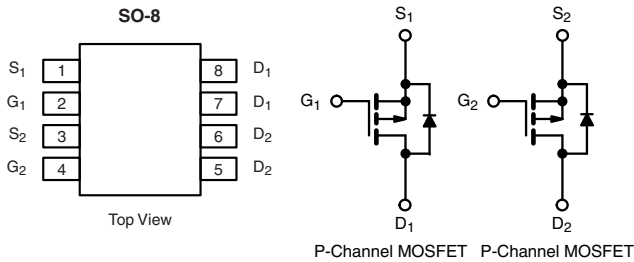 SO-8
S1 1 8 D1
G1 2 7 D1
S2 3 6 D2
G2 4 5 D2
Top View
S1 S2
G1 G2
D1 D2
P-Channel MOSFET P-Channel MOSFET